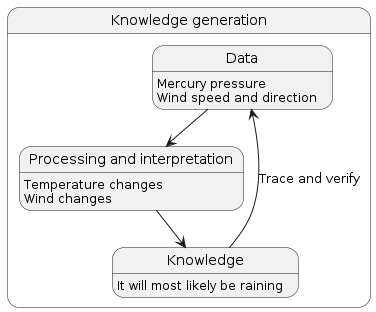 Knowledge generation
Data
Mercury pressure
Wind speed and direction
Processing and interpretation
Temperature changes
Wind changes
Trace and verify
Knowledge
It will most likely be raining